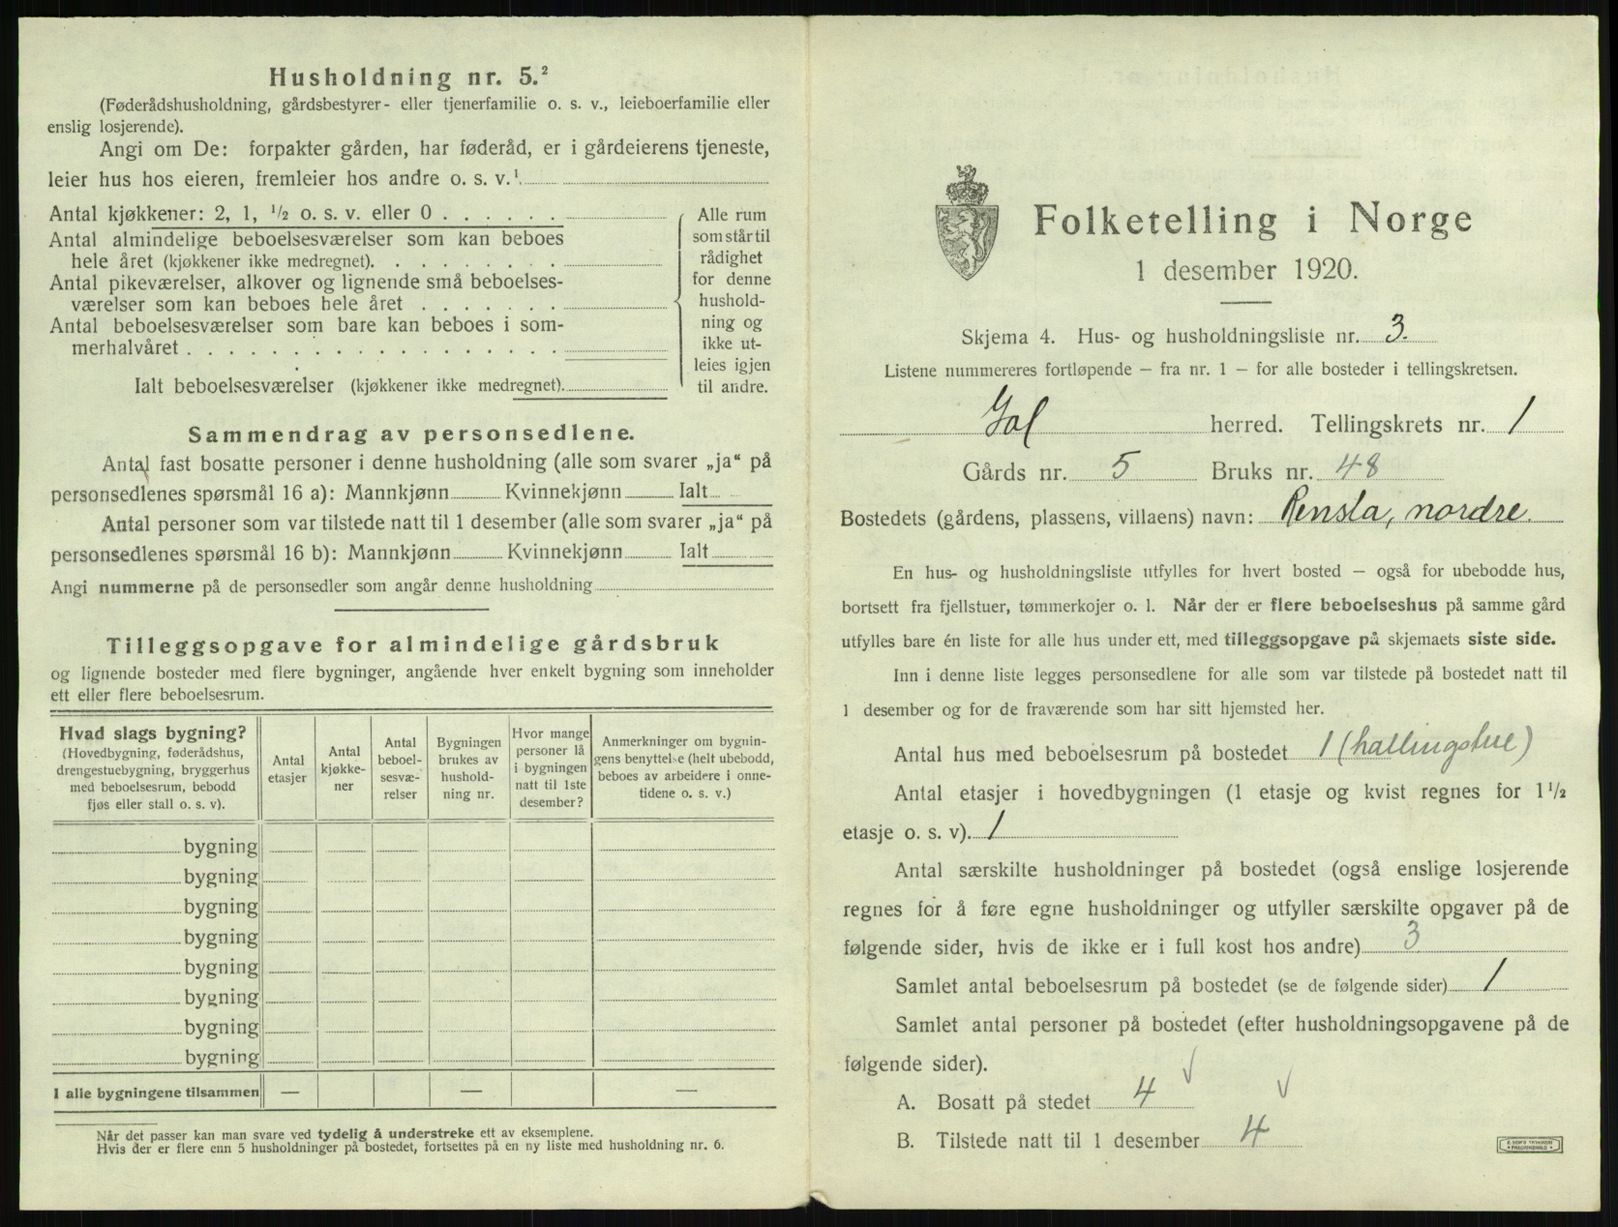 Husholdning nr. 5.²
(Føderådshusholdning, gårdsbestyrer- eller tjenerfamilie o. s. v., leieboerfamilie eller
enslig losjerende).
Angi om De: forpakter gården, har føderåd, er i gårdeierens tjeneste,
leier hus hos eieren, fremleier hos andre o. s. v.¹
Antal kjøkkener: 2, 1, ½ o. s. v. eller 0 . . . . . .
Antal almindelige beboelsesværelser som kan beboes
hele året (kjøkkener ikke medregnet). . . . . . . . .
Antal pikeværelser, alkover og lignende små beboelses-
værelser som kan beboes hele året . . . . . . .
Antal beboelsesværelser som bare kan beboes i som-
merhalvåret . . . . . . . . . . . . . . . . . .
Ialt beboelsesværelser (kjøkkener ikke medregnet).
Alle rum
som står til
rådighet
for denne
hushold-
ning og
ikke ut-
leies igjen
til andre.
Sammendrag av personsedlene.
Antal fast bosatte personer i denne husholdning (alle som svarer „ja“ på
personsedlenes spørsmål 16 a): Mannkjønn Kvinnekjønn Ialt
Antal personer som var tilstede natt til 1 desember (alle som svarer „ja“ på
personsedlenes spørsmål 16 b): Mannkjønn Kvinnekjønn Ialt
Angi nummerne på de personsedler som angår denne husholdning
Tilleggsopgave for almindelige gårdsbruk
og lignende bosteder med flere bygninger, angående hver enkelt bygning som inneholder
ett eller flere beboelsesrum.
Hvad slags bygning?
(Hovedbygning, føderådshus,
drengestuebygning, bryggerhus
med beboelsesrum, bebodd
fjøs eller stall o. s. v.).
Antal
etasjer
Antal
kjøkke-
ner
Antal
beboel-
sesvæ-
relser
Bygningen
brukes av
hushold-
ning nr.
Hvor mange
personer lå
i bygningen
natt til 1ste
desember?
Anmerkninger om bygnin-
gens benyttelse (helt ubebodd,
beboes av arbeidere i onne-
tidene o. s. v.)
bygning
bygning
bygning
bygning
bygning
bygning
bygning
bygning
I alle bygningene tilsammen — — —
Når det passer kan man svare ved tydelig å understreke ett av eksemplene.
Hvis der er flere enn 5 husholdninger på bostedet, fortsettes på en ny liste med husholdning nr. 6.
Folketelling i Norge
1 desember 1920.
Skjema 4. Hus- og husholdningsliste nr. 3.
Listene nummereres fortløpende – fra nr. 1 – for alle bosteder i tellingskretsen.
Gol herred. Tellingskrets nr. 1
Gårds nr. 5 Bruks nr. 48
Bostedets (gårdens, plassens, villaens) navn: Rensla, nordre.
En hus- og husholdningsliste utfylles for hvert bosted – også for ubebodde hus,
bortsett fra fjellstuer, tømmerkojer o. l. Når der er flere beboelseshus på samme gård
utfylles bare én liste for alle hus under ett, med tilleggsopgave på skjemaets siste side.
Inn i denne liste legges personsedlene for alle som var tilstede på bostedet natt til
1 desember og for de fraværende som har sitt hjemsted her.
Antal hus med beboelsesrum på bostedet 1 (hallingstue)
Antal etasjer i hovedbygningen (1 etasje og kvist regnes for 1 ½
etasje o. s. v). 1
Antal særskilte husholdninger på bostedet (også enslige losjerende
regnes for å føre egne husholdninger og utfyller særskilte opgaver på de
følgende sider, hvis de ikke er i full kost hos andre) 3
Samlet antal beboelsesrum på bostedet (se de følgende sider) 1
Samlet antal personer på bostedet (efter husholdningsopgavene på de
følgende sider).
A. Bosatt på stedet 4 √
B. Tilstede natt til 1 desember 4 √